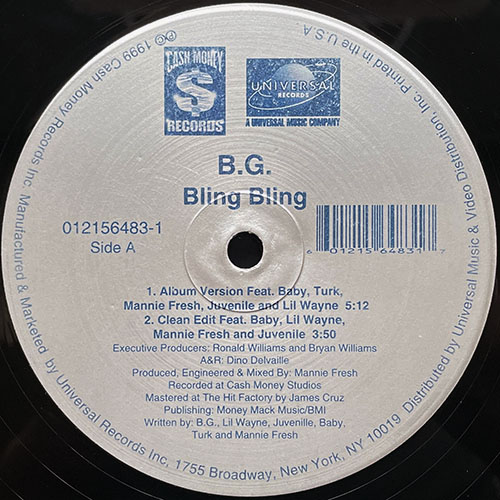 CASH MONEY
$
RECORDS
UNIVERSAL
RECORDS
A UNIVERSAL MUSIC COMPANY
B.G.
Bling Bling
012156483-1
Side A
6 01215 64831 7
1. Album Version Feat. Baby, Turk,
Mannie Fresh, Juvenile and Lil Wayne 5:12
2. Clean Edit Feat. Baby, Lil Wayne,
Mannie Fresh and Juvenile 3:50
Executive Producers: Ronald Williams and Bryan Williams
A&R: Dino Delvaille
Produced, Engineered & Mixed By: Mannie Fresh
Recorded at Cash Money Studios
Mastered at The Hit Factory by James Cruz
Publishing: Money Mack Music/BMI
Written by: B.G., Lil Wayne, Juvenile, Baby,
Turk and Mannie Fresh
℗© 1999 Cash Money Records Inc. Manufactured & Marketed by Universal Records Inc, 1755 Broadway, New York, NY 10019 Distributed by Universal Music & Video Distribution, Inc. Printed in the U.S.A.